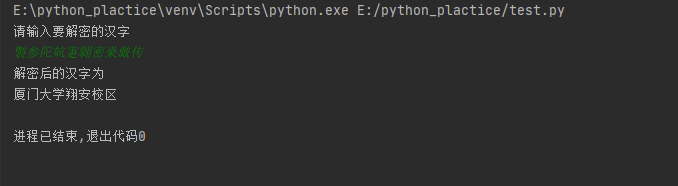 E:\python_plactice\venv\Scripts\python.exe E:/python_plactice/test.py
请输入要解密的汉字
解密后的汉字为
厦门大学翔安校区
进程已结束,退出代码0